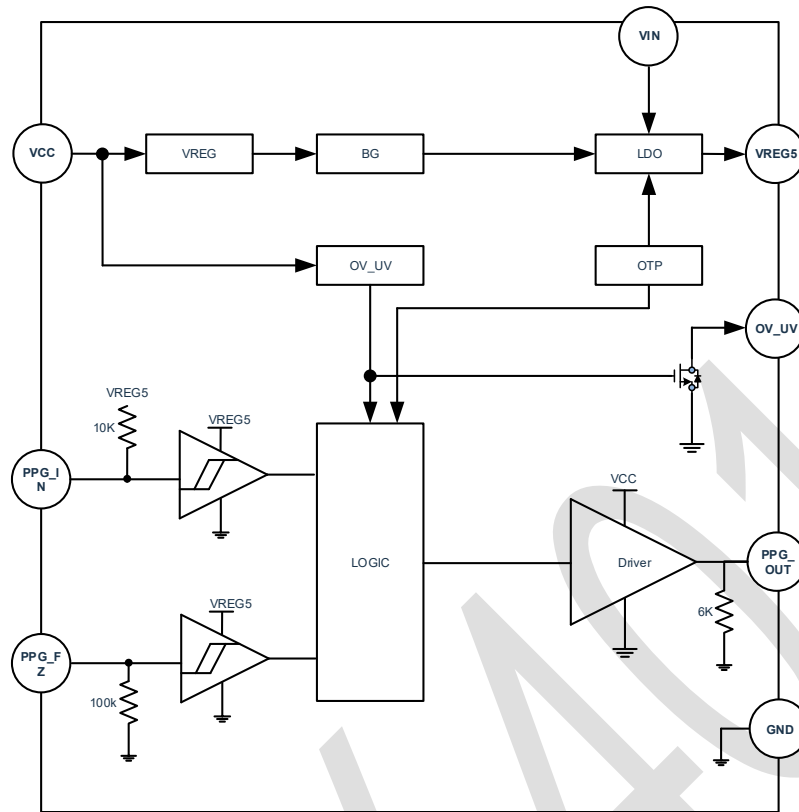 VIN
VCC
VREG
BG
LDO
VREG5
OV_UV
OTP
OV_UV
VREG5
10K
VREG5
PPG_I
N
VCC
LOGIC
Driver
PPG_
OUT
6K
VREG5
PPG_F
Z
100k
GND